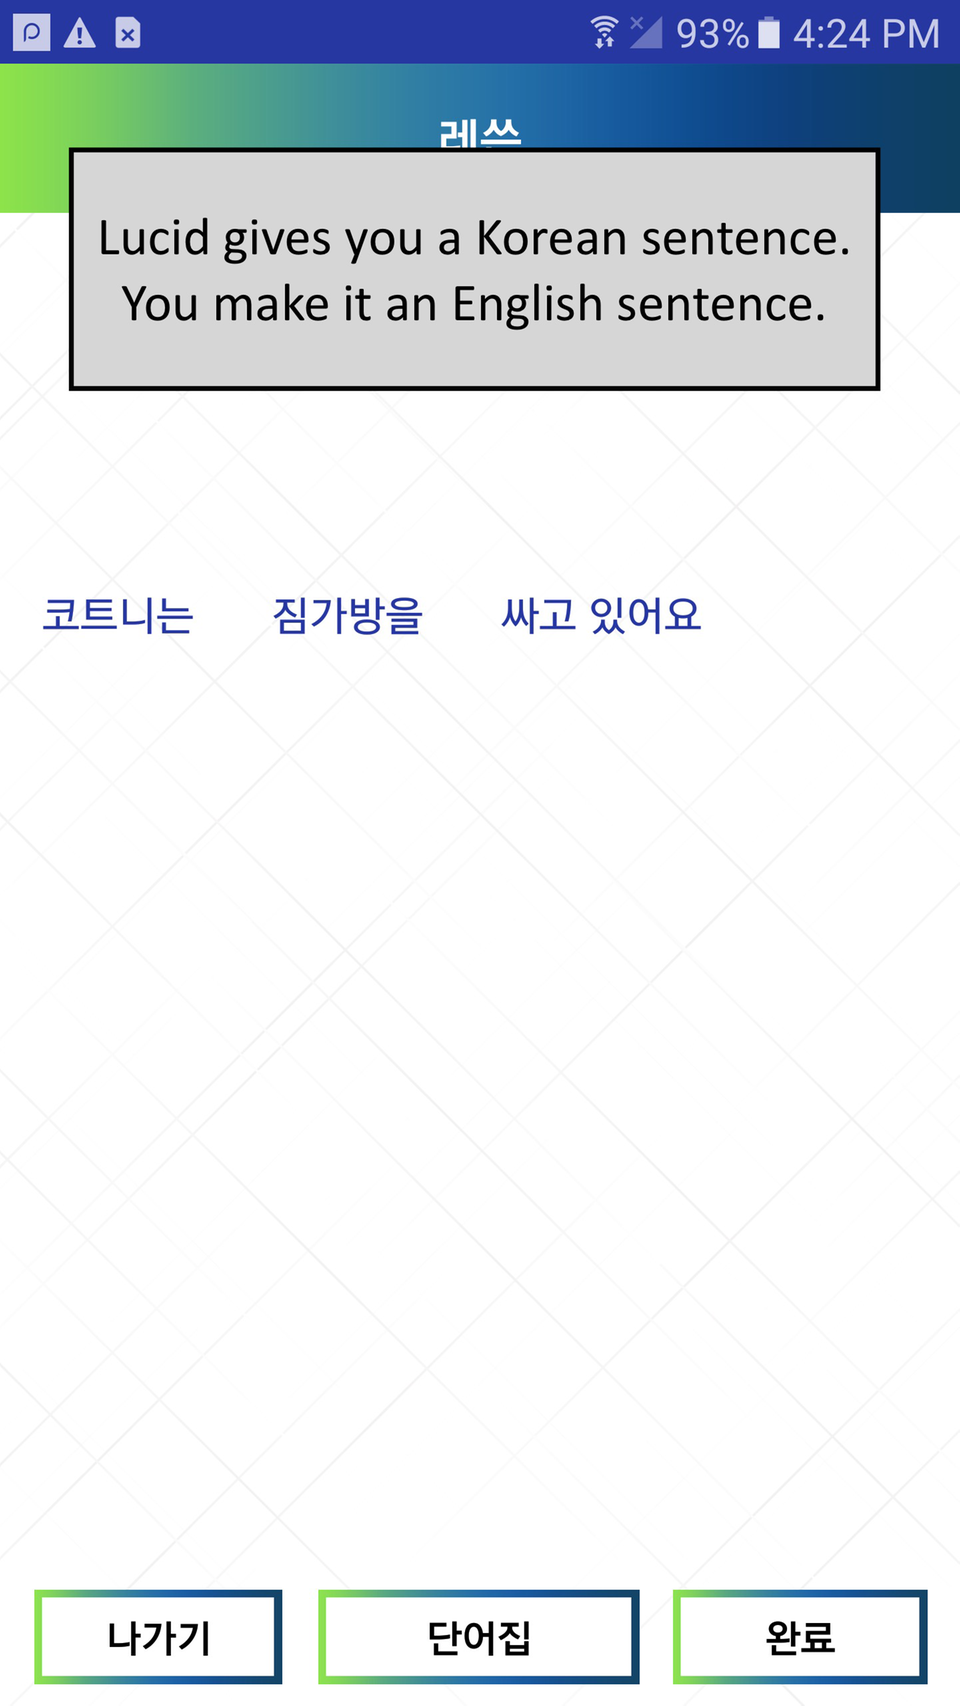 93% 4:24 PM
레쓰
Lucid gives you a Korean sentence.
You make it an English sentence.
코트니는 짐가방을 싸고 있어요
나가기 단어집 완료